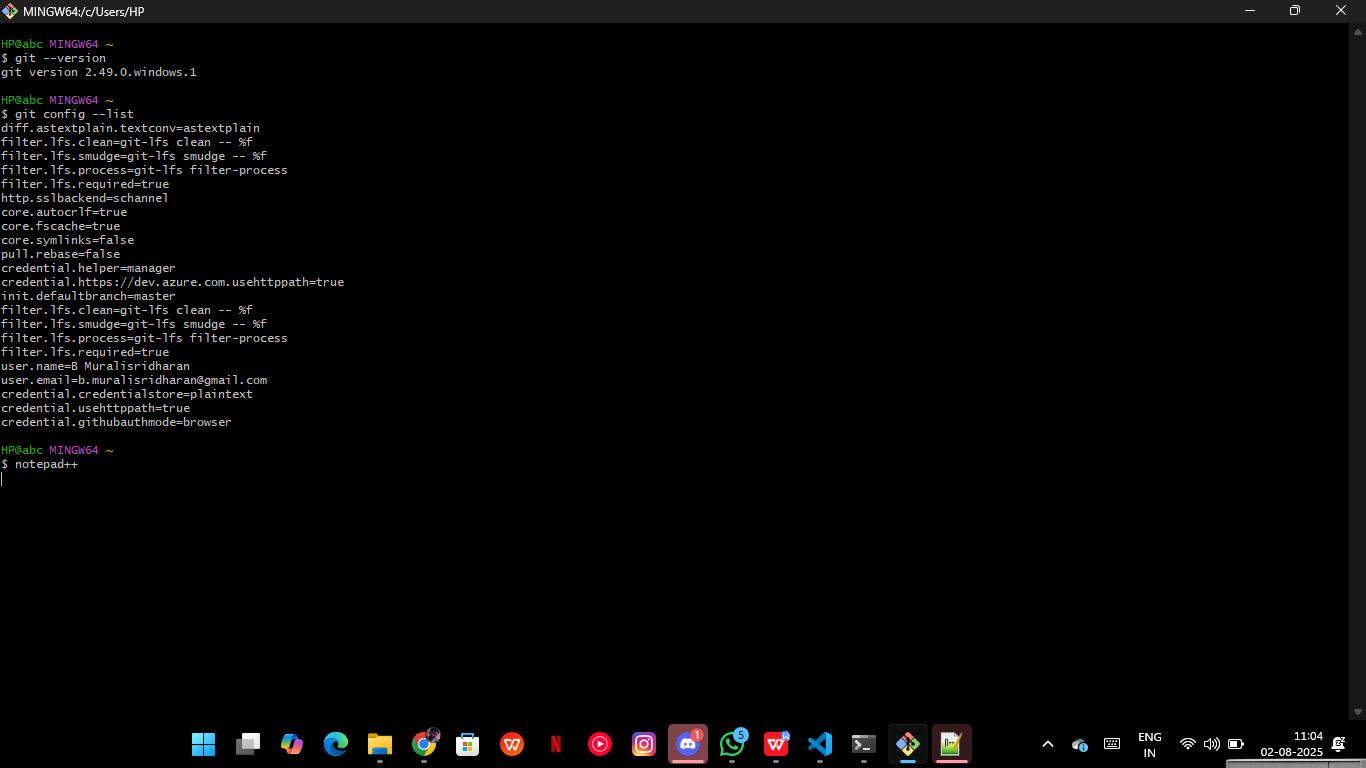 MINGW64:/c/Users/HP
HP@abc MINGW64 ~
$ git --version
git version 2.49.0.windows.1
HP@abc MINGW64 ~
$ git config --list
diff.astextplain.textconv=astextplain
filter.lfs.clean=git-lfs clean -- %f
filter.lfs.smudge=git-lfs smudge -- %f
filter.lfs.process=git-lfs filter-process
filter.lfs.required=true
http.sslbackend=schannel
core.autocrlf=true
core.fscache=true
core.symlinks=false
pull.rebase=false
credential.helper=manager
credential.https://dev.azure.com.usehttppath=true
init.defaultbranch=master
filter.lfs.clean=git-lfs clean -- %f
filter.lfs.smudge=git-lfs smudge -- %f
filter.lfs.process=git-lfs filter-process
filter.lfs.required=true
user.name=B Muralisridharan
user.email=b.muralisridharan@gmail.com
credential.credentialstore=plaintext
credential.usehttppath=true
credential.githubauthmode=browser
HP@abc MINGW64 ~
$ notepad++
1
5
ENG
IN
11:04
02-08-2025